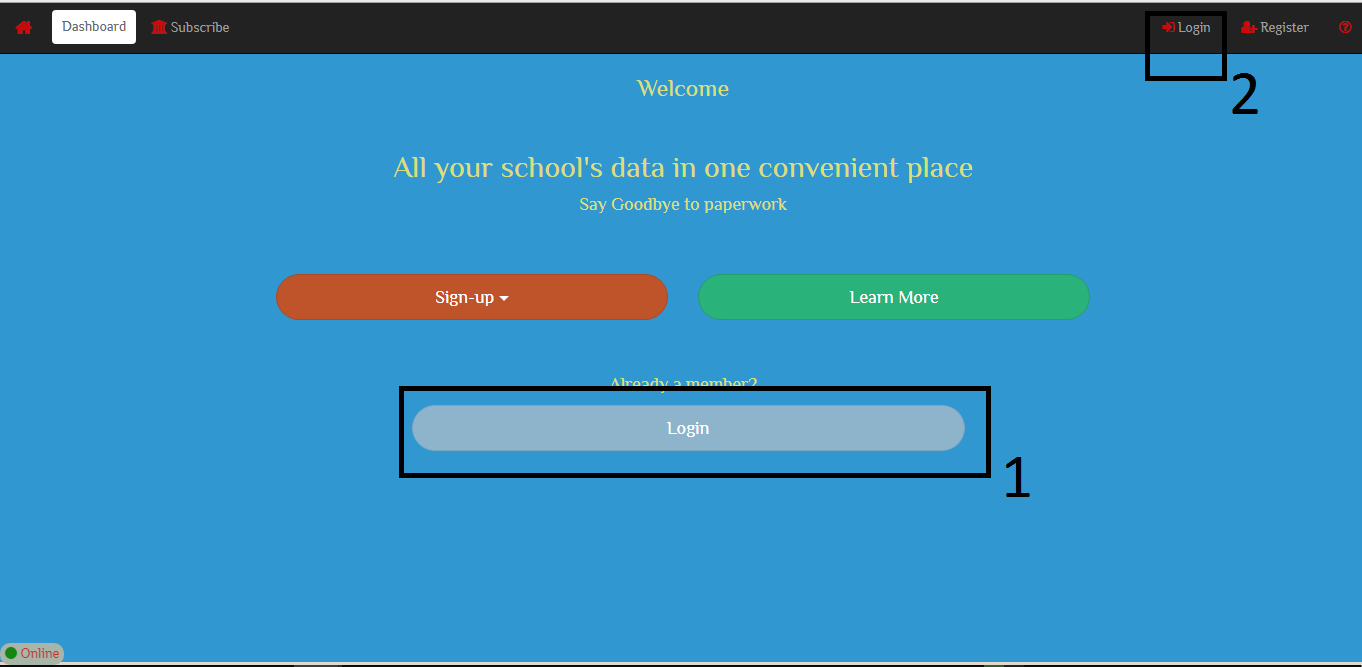 Dashboard Subscribe Login Register
2
Welcome
All your school's data in one convenient place
Say Goodbye to paperwork
Sign-up Learn More
Already a member?
Login
1
Online